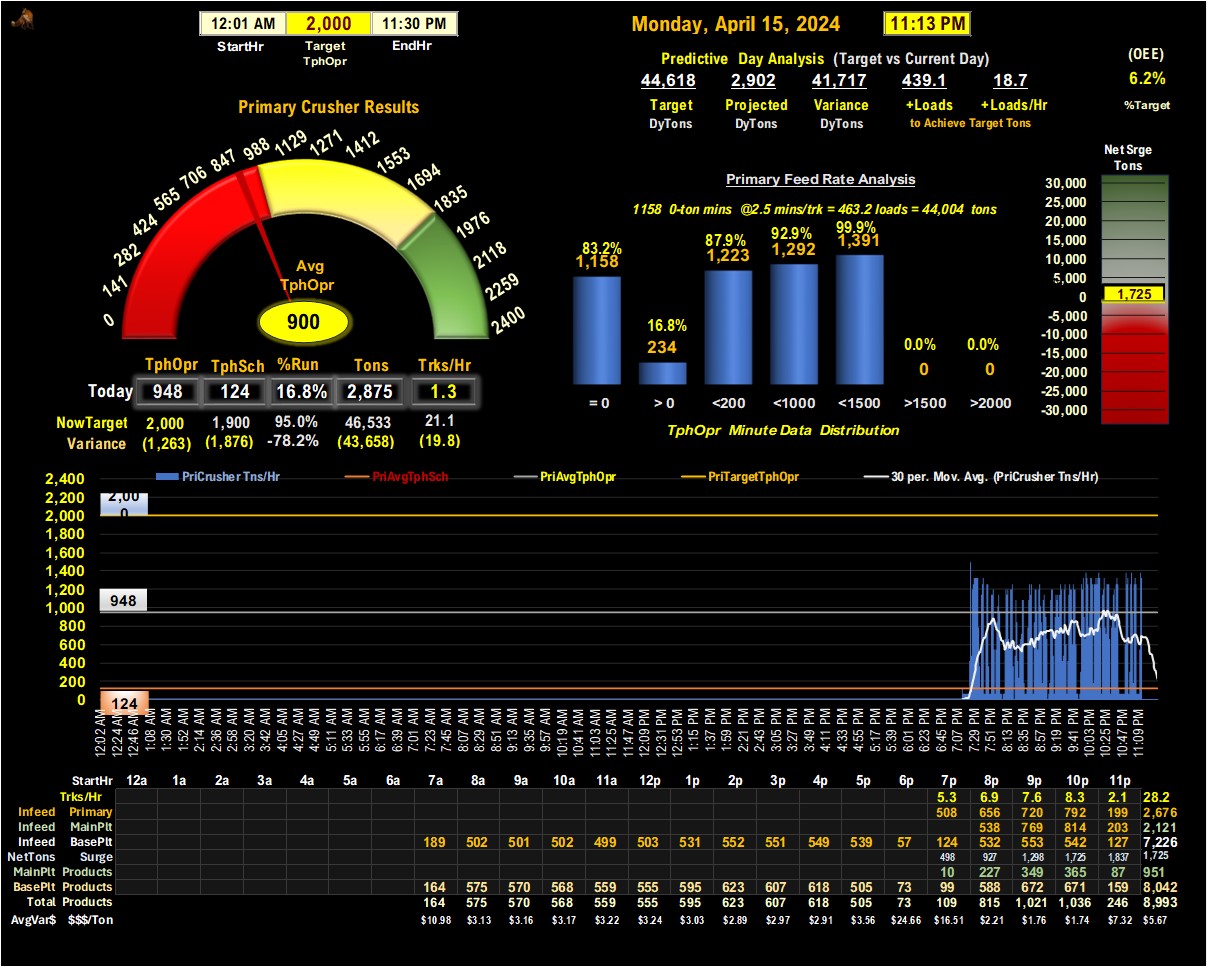 12:01 AM 2,000 11:30 PM
StartHr Target TphOpr EndHr
Monday, April 15, 2024 11:13 PM
Predictive Day Analysis (Target vs Current Day)
44,618 2,902 41,717 439.1 18.7
Target Projected Variance +Loads +Loads/Hr
DyTons DyTons DyTons to Achieve Target Tons
(OEE)
6.2%
%Target
Primary Crusher Results
0 141 282 424 565 706 847 988 1129 1271 1412 1553 1694 1835 1976 2118 2259 2400
Avg
TphOpr
900
TphOpr TphSch %Run Tons Trks/Hr
Today 948 124 16.8% 2,875 1.3
NowTarget 2,000 1,900 95.0% 46,533 21.1
Variance (1,263) (1,876) -78.2% (43,658) (19.8)
Primary Feed Rate Analysis
1158 0-ton mins @2.5 mins/trk = 463.2 loads = 44,004 tons
83.2% 16.8% 87.9% 92.9% 99.9% 0.0% 0.0%
1,158 234 1,223 1,292 1,391 0 0
= 0 > 0 <200 <1000 <1500 >1500 >2000
TphOpr Minute Data Distribution
Net Srge
Tons
30,000
25,000
20,000
15,000
10,000
5,000
0
1,725
-5,000
-10,000
-15,000
-20,000
-25,000
-30,000
PriCrusher Tns/Hr PriAvgTphSch PriAvgTphOpr PriTargetTphOpr 30 per. Mov. Avg. (PriCrusher Tns/Hr)
2,400
2,200
2,000
1,800
1,600
1,400
1,200
1,000
800
600
400
200
0
2,000
948
124
12:02 AM 12:24 AM 12:46 AM 1:08 AM 1:30 AM 1:52 AM 2:14 AM 2:36 AM 2:58 AM 3:20 AM 3:42 AM 4:05 AM 4:27 AM 4:49 AM 5:11 AM 5:33 AM 5:55 AM 6:17 AM 6:39 AM 7:01 AM 7:23 AM 7:45 AM 8:07 AM 8:29 AM 8:51 AM 9:13 AM 9:35 AM 9:57 AM 10:19 AM 10:41 AM 11:03 AM 11:25 AM 11:47 AM 12:09 PM 12:31 PM 12:53 PM 1:15 PM 1:37 PM 1:59 PM 2:21 PM 2:43 PM 3:05 PM 3:27 PM 3:49 PM 4:11 PM 4:33 PM 4:55 PM 5:17 PM 5:39 PM 6:01 PM 6:23 PM 6:45 PM 7:07 PM 7:29 PM 7:51 PM 8:13 PM 8:35 PM 8:57 PM 9:19 PM 9:41 PM 10:03 PM 10:25 PM 10:47 PM 11:09 PM
StartHr 12a 1a 2a 3a 4a 5a 6a 7a 8a 9a 10a 11a 12p 1p 2p 3p 4p 5p 6p 7p 8p 9p 10p 11p
Trks/Hr 5.3 6.9 7.6 8.3 2.1 28.2
Infeed Primary 508 656 720 792 199 2,676
Infeed MainPlt 538 769 814 203 2,121
Infeed BasePlt 189 502 501 502 499 503 531 552 551 549 539 57 124 532 553 542 127 7,226
NetTons Surge 498 927 1,298 1,725 1,837 1,725
MainPlt Products 10 227 349 365 87 951
BasePlt Products 164 575 570 568 559 555 595 623 607 618 505 73 99 588 672 671 159 8,042
Total Products 164 575 570 568 559 555 595 623 607 618 505 73 109 815 1,021 1,036 246 8,993
AvgVar$ $$$/Ton $10.98 $3.13 $3.16 $3.17 $3.22 $3.24 $3.03 $2.89 $2.97 $2.91 $3.56 $24.66 $16.51 $2.21 $1.76 $1.74 $7.32 $5.67